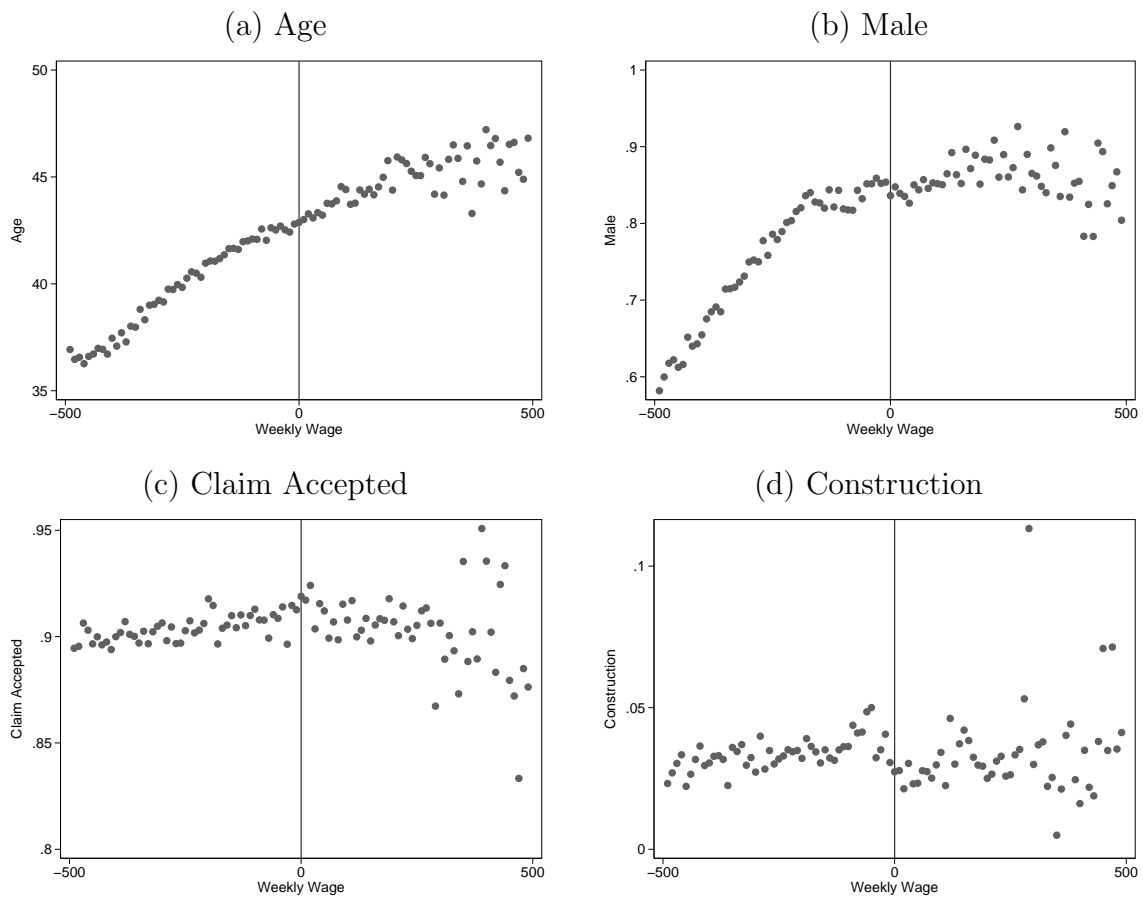 (a) Age
50
45
40
35
Age
−500
0
500
Weekly Wage
(b) Male
1
.9
.8
.7
.6
Male
−500
0
500
Weekly Wage
(c) Claim Accepted
.95
.9
.85
.8
Claim Accepted
−500
0
500
Weekly Wage
(d) Construction
.1
.05
0
Construction
−500
0
500
Weekly Wage